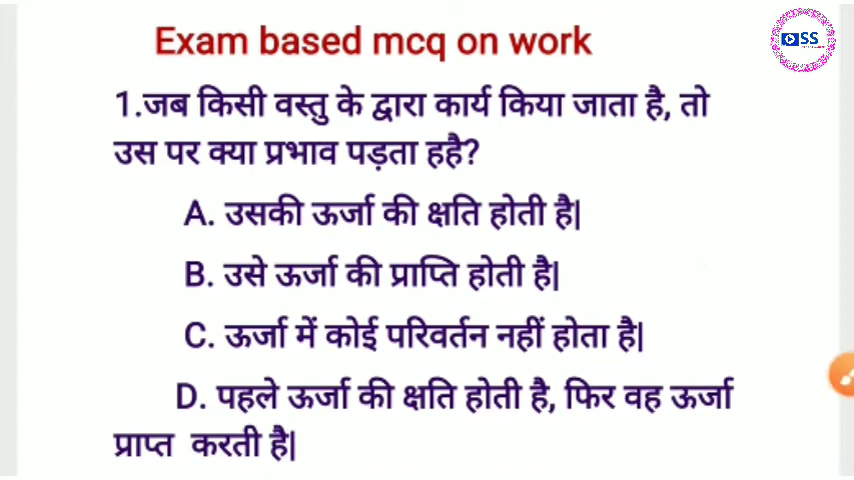 Exam based mcq on work
SS
1.जब किसी वस्तु के द्वारा कार्य किया जाता है, तो
उस पर क्या प्रभाव पड़ता हहै?
A. उसकी ऊर्जा की क्षति होती है|
B. उसे ऊर्जा की प्राप्ति होती है|
C. ऊर्जा में कोई परिवर्तन नहीं होता है|
D. पहले ऊर्जा की क्षति होती है, फिर वह ऊर्जा
प्राप्त करती है|